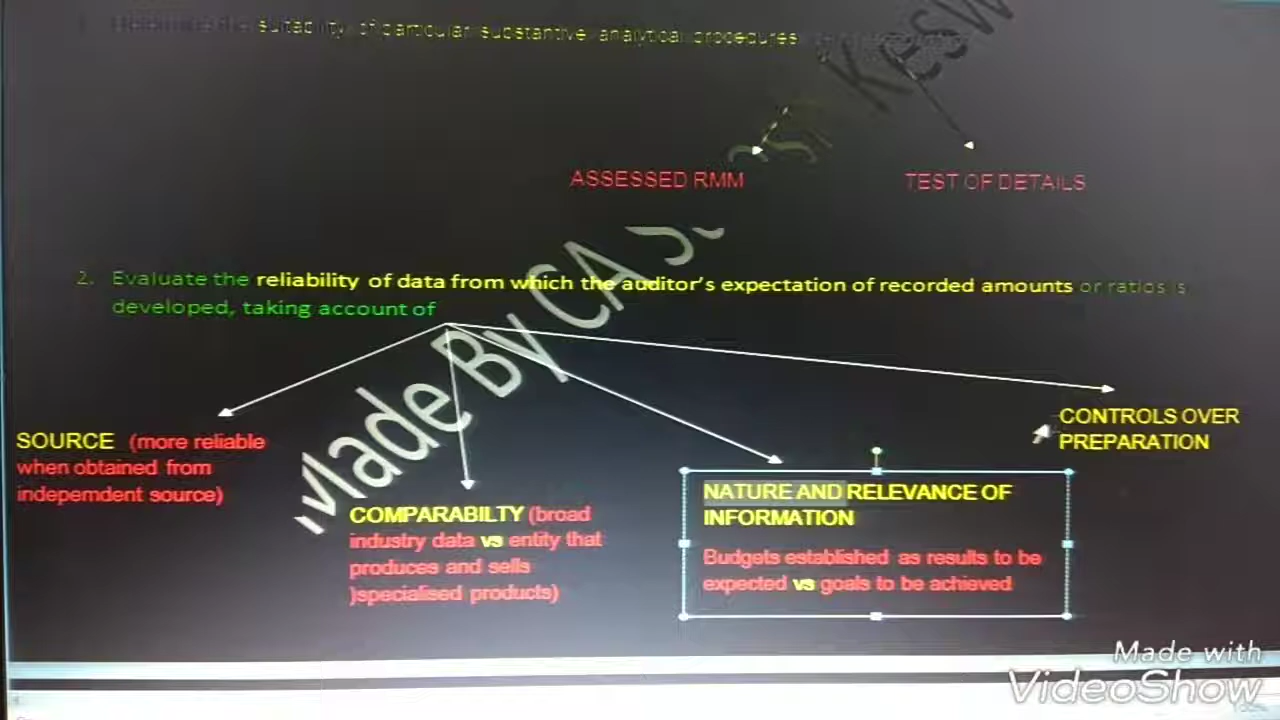 suitability of particular substantive analytical procedures
ASSESSED RMM
TEST OF DETAILS
2. Evaluate the reliability of data from which the auditor's expectation of recorded amounts or ratios is
developed, taking account of
SOURCE (more reliable
when obtained from
indepemdent source)
COMPARABILTY (broad
industry data vs entity that
produces and sells
)specialised products)
NATURE AND RELEVANCE OF
INFORMATION
Budgets established as results to be
expected vs goals to be achieved
CONTROLS OVER
PREPARATION
Made By CA
Kesw
Made with
VideoShow